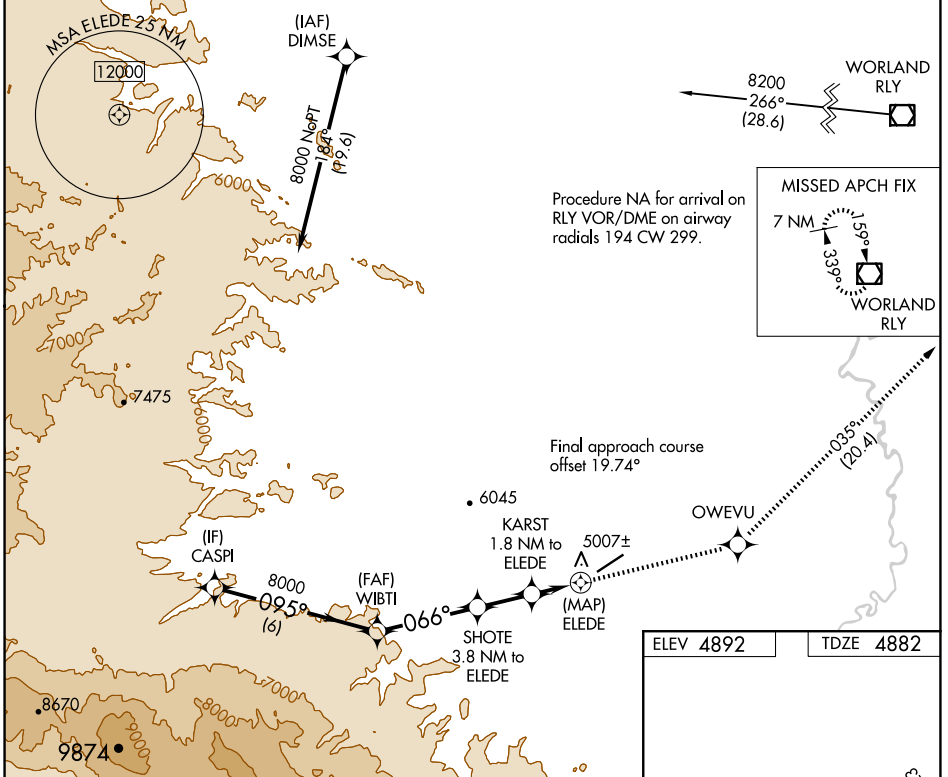 MSA ELEDE 25 NM
12000
(IAF)
DIMSE
8000 NoPT
184°
(19.6)
8200
266°
(28.6)
WORLAND
RLY
Procedure NA for arrival on
RLY VOR/DME on airway
radials 194 CW 299.
MISSED APCH FIX
7 NM
159°
339°
WORLAND
RLY
6000
7000
7475
6000
035°
(20.4)
Final approach course
offset 19.74°
6045
OWEVU
KARST
1.8 NM to
ELEDE
5007±
(IF)
CASPI
8000
095°
(6)
(FAF)
WIBTI
066°
(MAP)
ELEDE
SHOTE
3.8 NM to
ELEDE
ELEV 4892
TDZE 4882
7000
8000
8670
9000
9874